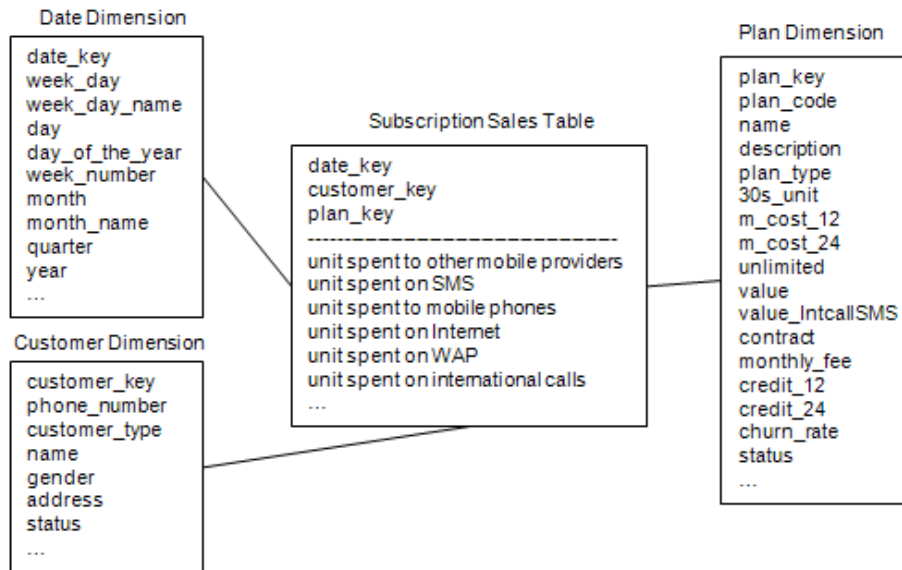 Date Dimension
date_key
week_day
week_day_name
day
day_of_the_year
week_number
month
month_name
quarter
year
...
Customer Dimension
customer_key
phone_number
customer_type
name
gender
address
status
...
Subscription Sales Table
date_key
customer_key
plan_key
--------------------------------------------------
unit spent to other mobile providers
unit spent on SMS
unit spent to mobile phones
unit spent on Internet
unit spent on WAP
unit spent on international calls
...
Plan Dimension
plan_key
plan_code
name
description
plan_type
30s_unit
m_cost_12
m_cost_24
unlimited
value
value_IntcallSMS
contract
monthly_fee
credit_12
credit_24
churn_rate
status
...